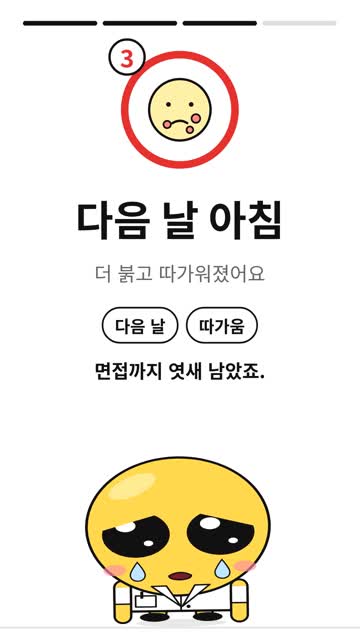 3
다음 날 아침
더 붉고 따가워졌어요
다음 날 따가움
면접까지 엿새 남았죠.